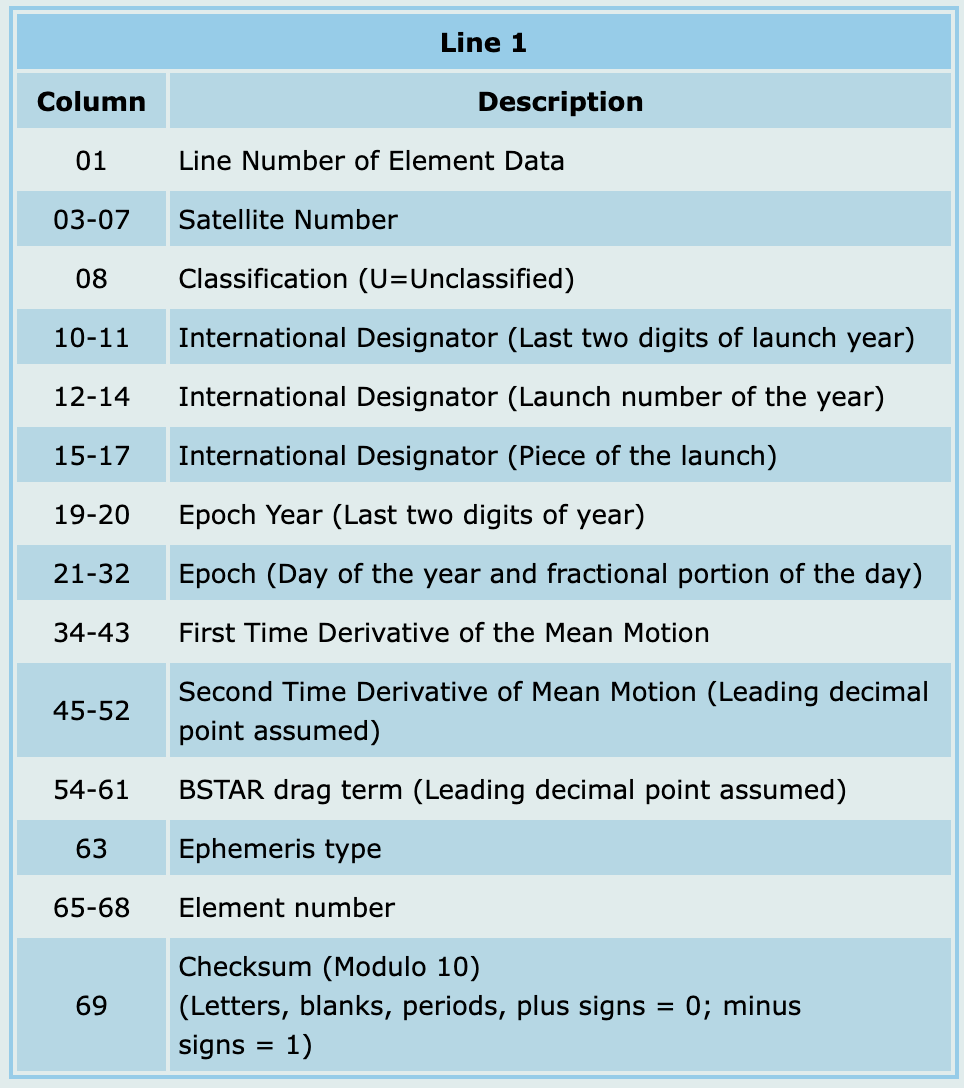 Line 1
Column Description
01 Line Number of Element Data
03-07 Satellite Number
08 Classification (U=Unclassified)
10-11 International Designator (Last two digits of launch year)
12-14 International Designator (Launch number of the year)
15-17 International Designator (Piece of the launch)
19-20 Epoch Year (Last two digits of year)
21-32 Epoch (Day of the year and fractional portion of the day)
34-43 First Time Derivative of the Mean Motion
45-52 Second Time Derivative of Mean Motion (Leading decimal
point assumed)
54-61 BSTAR drag term (Leading decimal point assumed)
63 Ephemeris type
65-68 Element number
69 Checksum (Modulo 10)
(Letters, blanks, periods, plus signs = 0; minus
signs = 1)